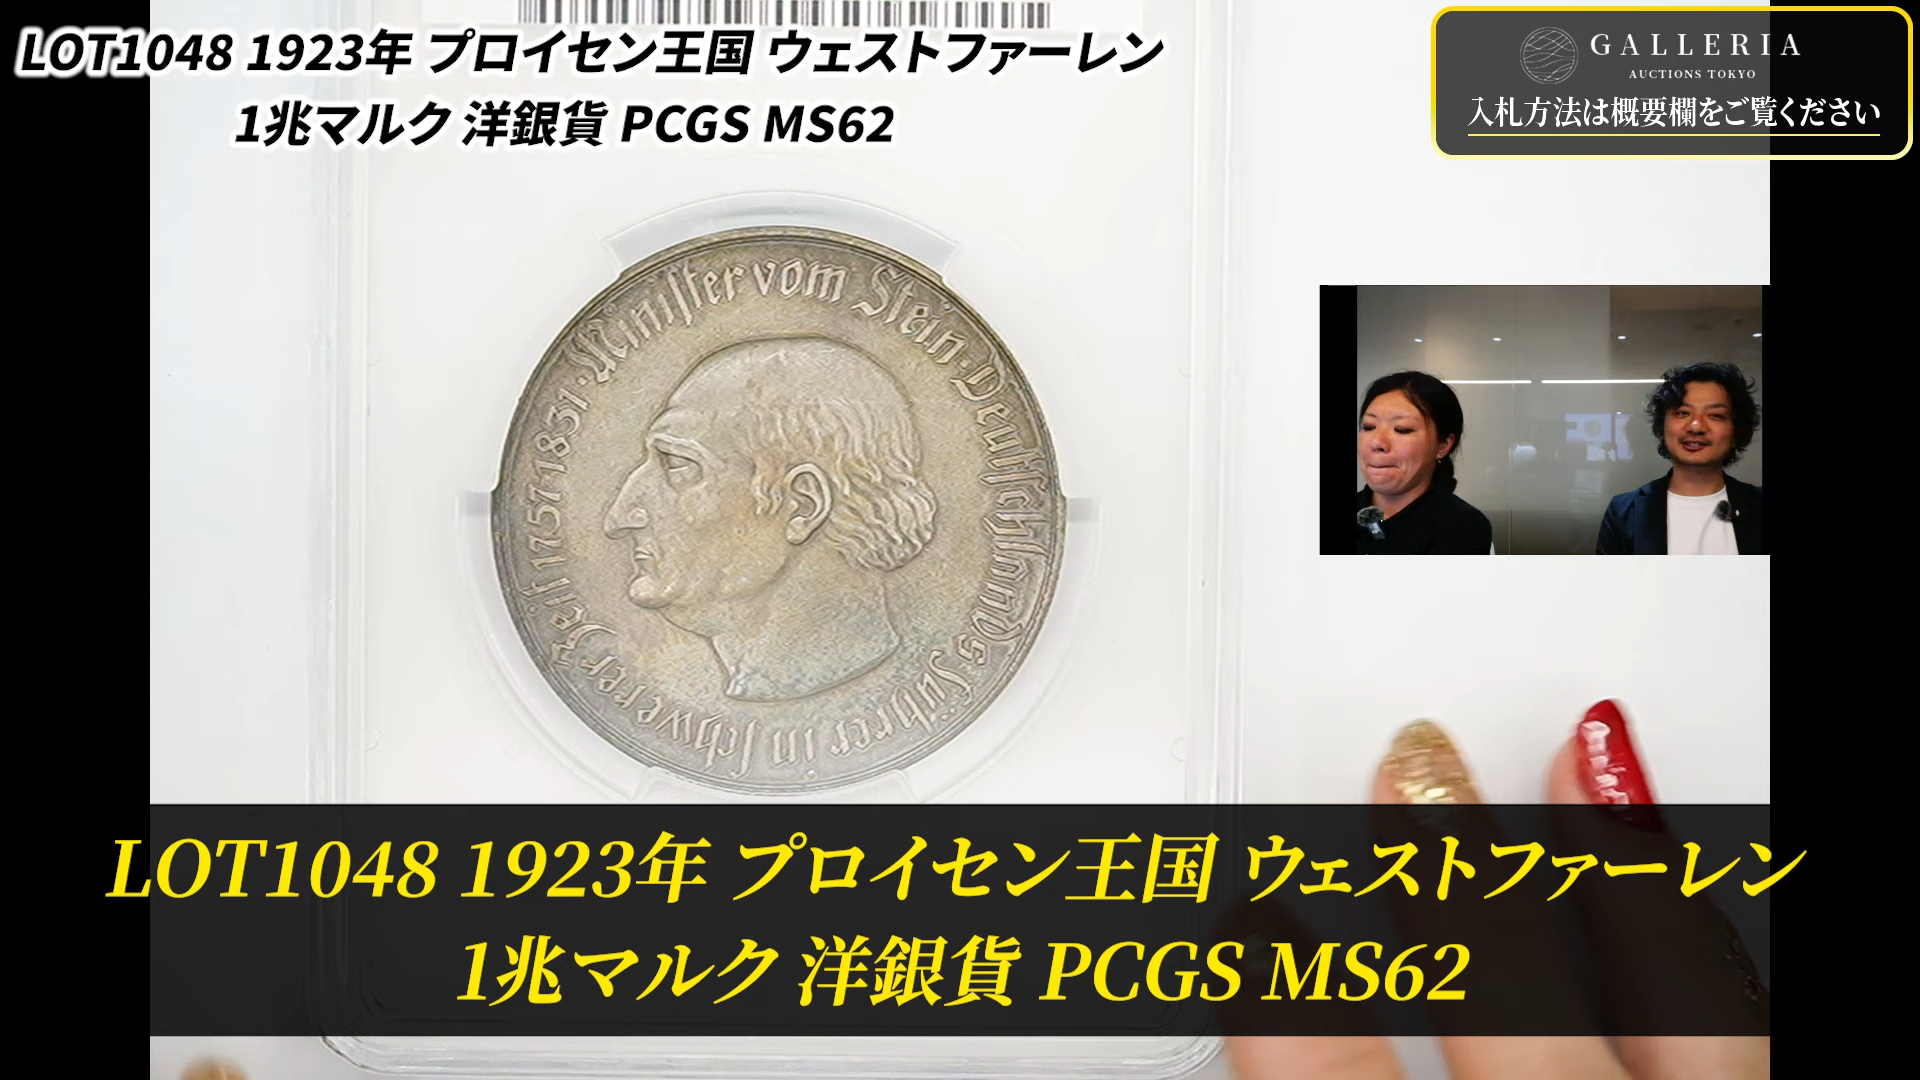 LOT1048 1923年 プロイセン王国 ウェストファーレン
1兆マルク 洋銀貨 PCGS MS62
GALLERIA
AUCTIONS TOKYO
入札方法は概要欄をご覧ください
Minister vom Stein · Deutschlands Führer in schwerer Zeit 1757-1831 ·
LOT1048 1923年 プロイセン王国 ウェストファーレン
1兆マルク 洋銀貨 PCGS MS62